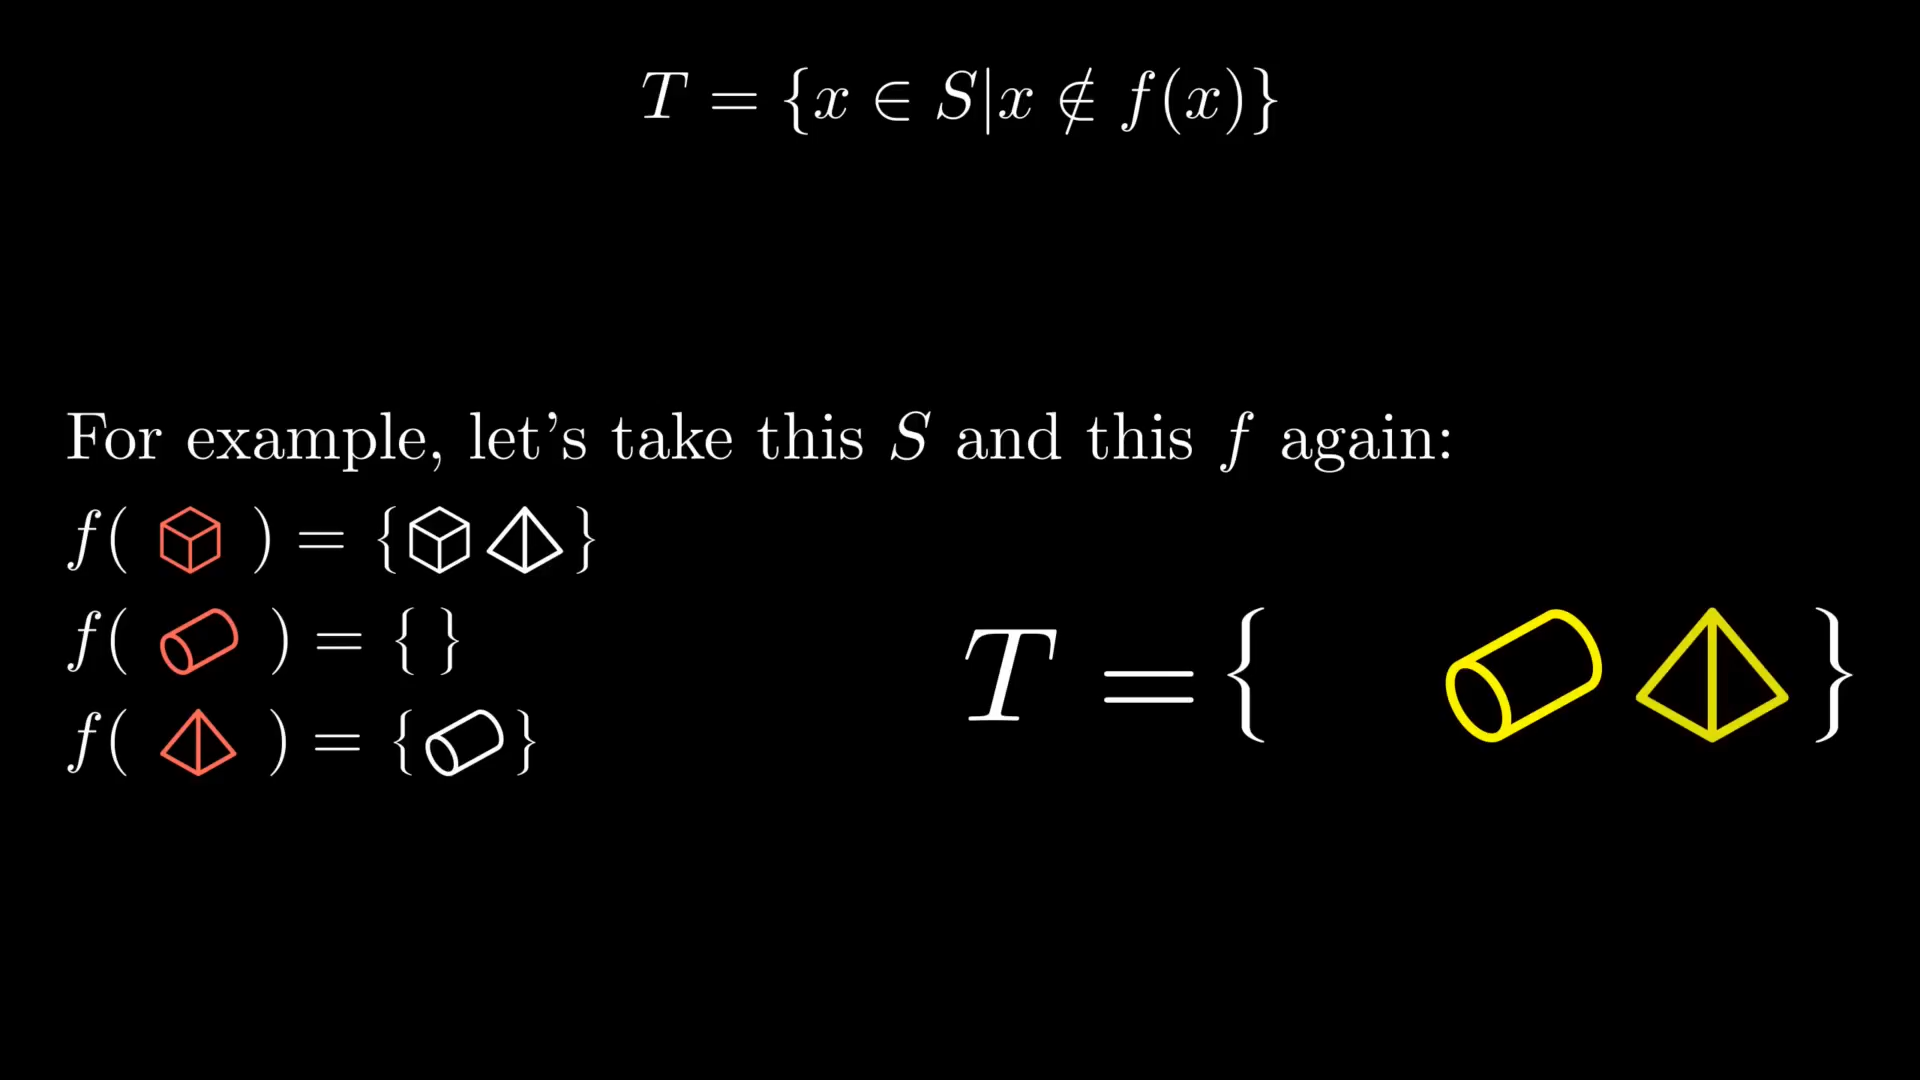 T = {x ∈ S|x ∉ f(x)}
For example, let's take this S and this f again:
f( ) = { }
f( ) = { }
f( ) = { }
T = { }